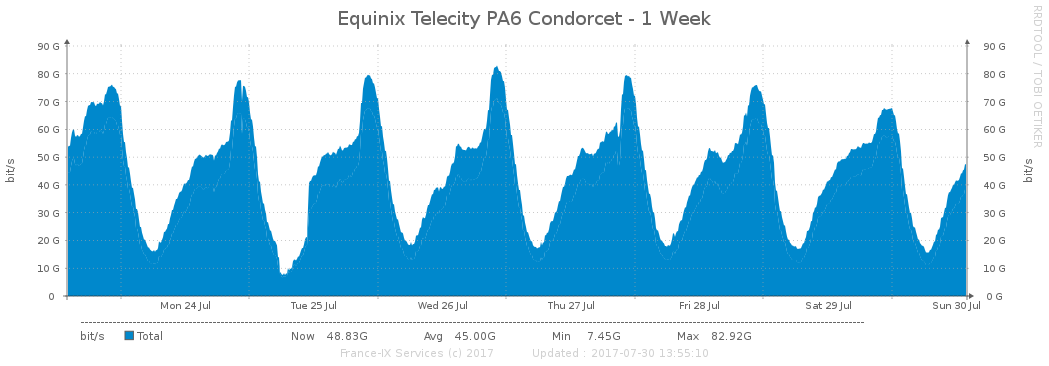 Equinix Telecity PA6 Condorcet - 1 Week
RRDTOOL / TOBI OETIKER
90 G 90 G
80 G 80 G
70 G 70 G
60 G 60 G
50 G 50 G
40 G 40 G
30 G 30 G
20 G 20 G
10 G 10 G
0 0 G
bit/s bit/s
Mon 24 Jul Tue 25 Jul Wed 26 Jul Thu 27 Jul Fri 28 Jul Sat 29 Jul Sun 30 Jul
bit/s Total Now 48.83G Avg 45.00G Min 7.45G Max 82.92G
France-IX Services (c) 2017 Updated : 2017-07-30 13:55:10